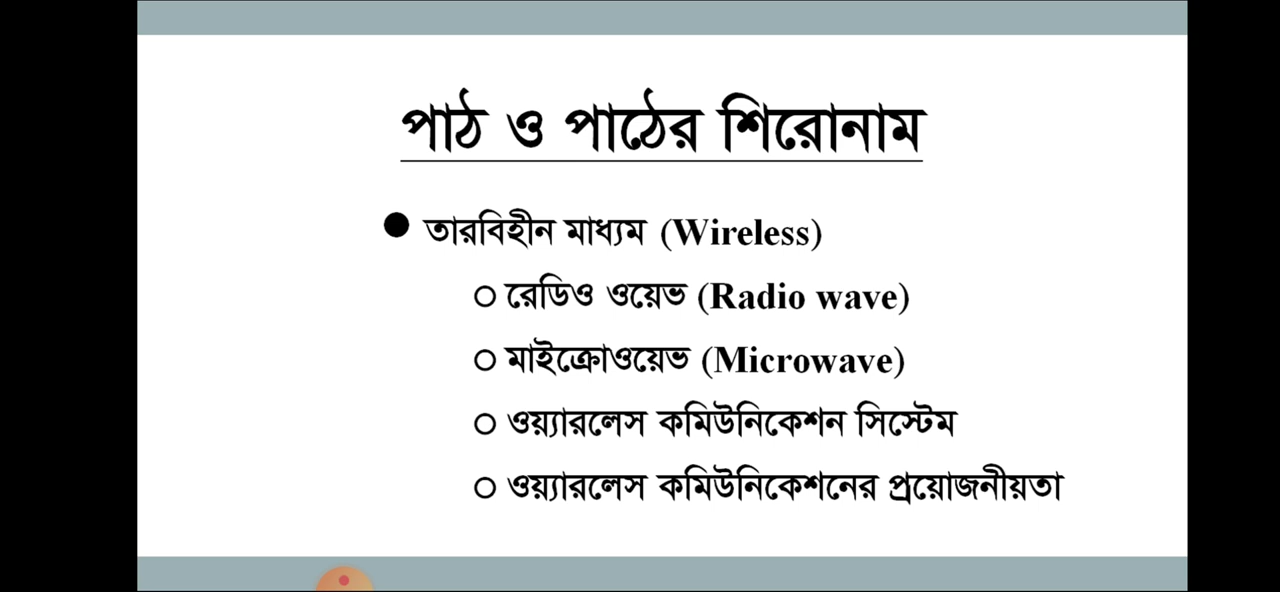 পাঠ ও পাঠের শিরোনাম
● তারবিহীন মাধ্যম (Wireless)
○ রেডিও ওয়েভ (Radio wave)
○ মাইক্রোওয়েভ (Microwave)
○ ওয়্যারলেস কমিউনিকেশন সিস্টেম
○ ওয়্যারলেস কমিউনিকেশনের প্রয়োজনীয়তা